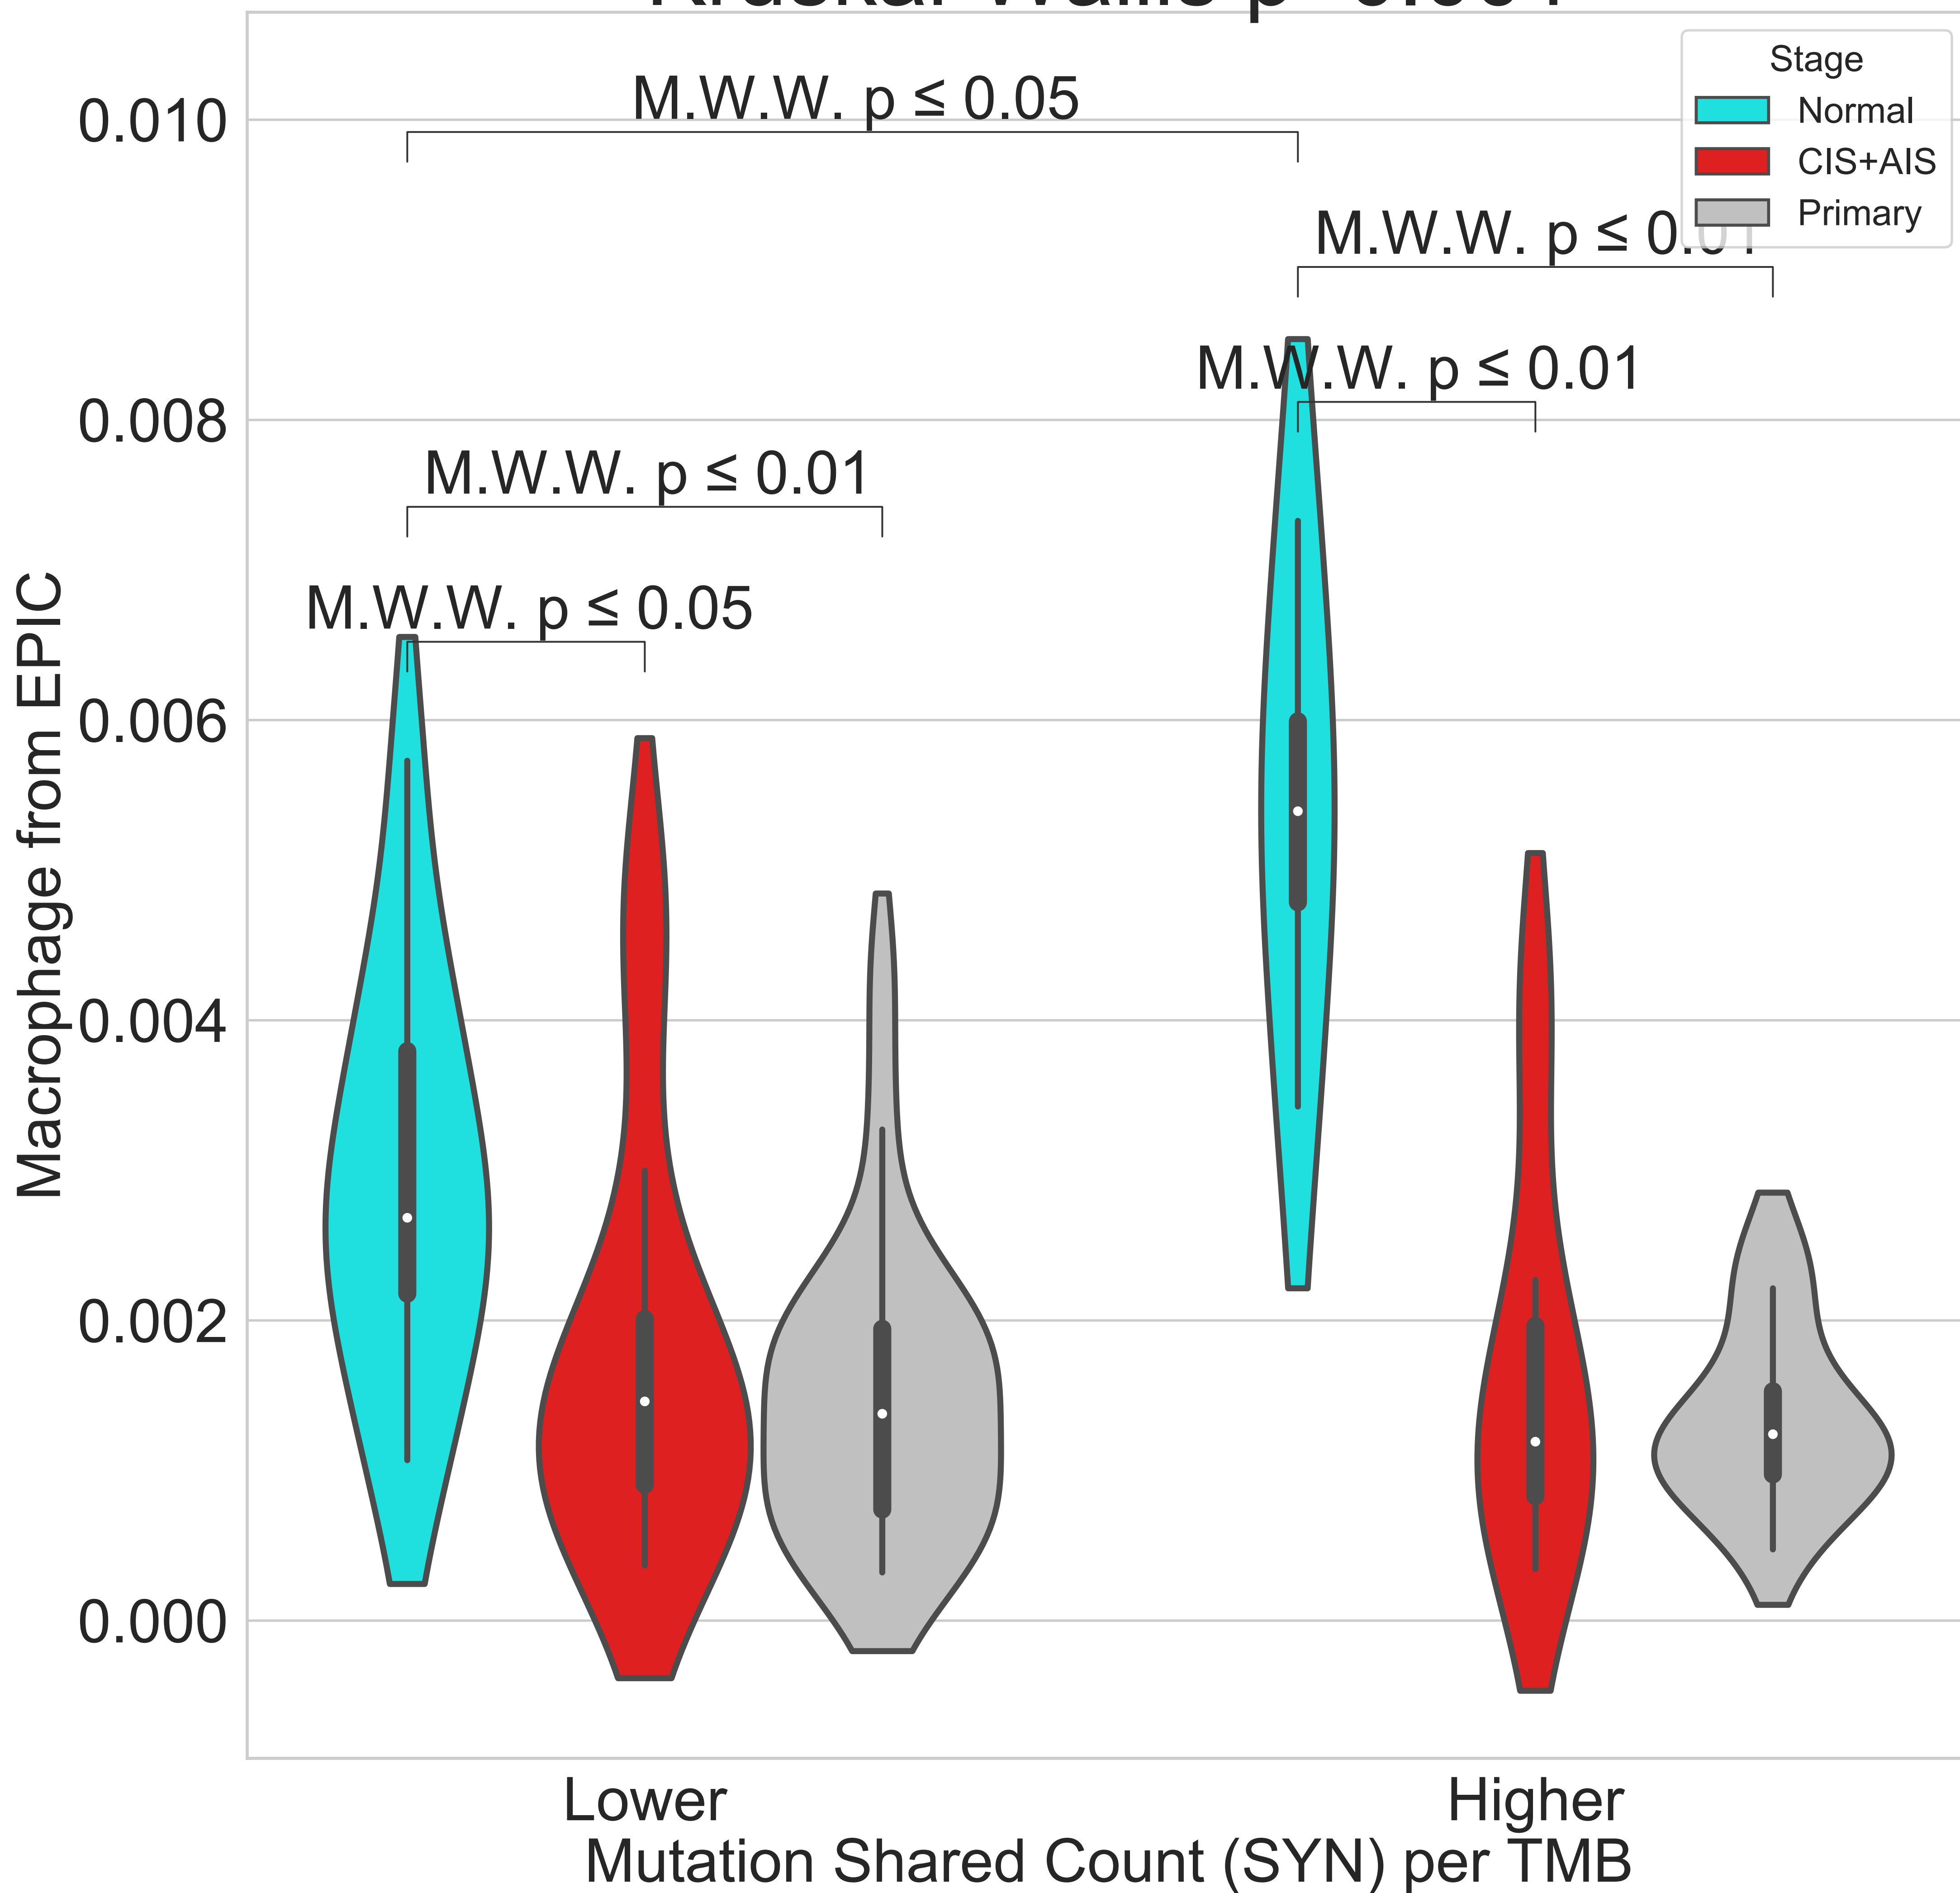 M.W.W. p ≤ 0.05
Stage
Normal
CIS+AIS
Primary
M.W.W. p ≤ 0.01
M.W.W. p ≤ 0.01
M.W.W. p ≤ 0.01
M.W.W. p ≤ 0.05
0.010
0.008
0.006
0.004
0.002
0.000
Macrophage from EPIC
Lower
Higher
Mutation Shared Count (SYN) per TMB